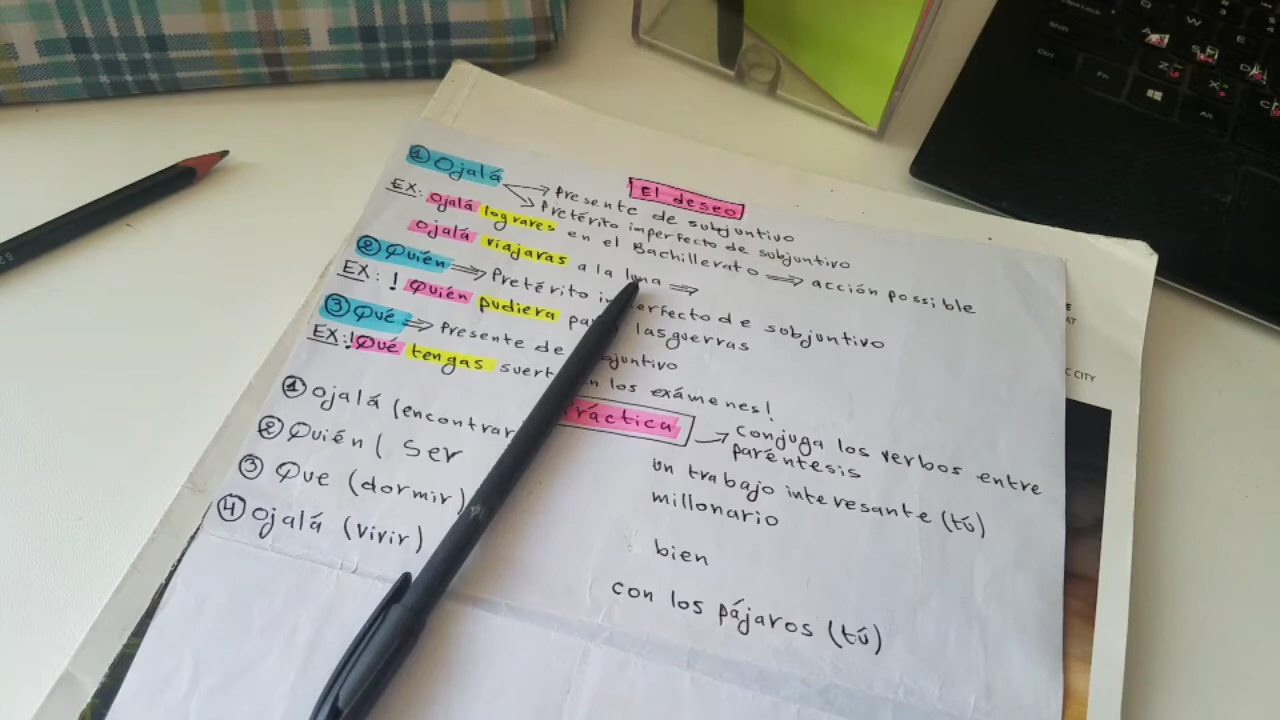 El deseo
① Ojalá → Presente de subjuntivo
→ Pretérito imperfecto de subjuntivo
EX: Ojalá lograres en el Bachillerato ⇒ acción possible
Ojalá viajaras a la luna ⇒
② Quién ⇒ Pretérito imperfecto de subjuntivo
EX: ! Quién pudiera las guerras
③ Qué ⇒ Presente de subjuntivo
EX: ! Qué tengas suerte en los exámenes!
Práctica → Conjuga los verbos entre
paréntesis
① Ojalá (encontrar un trabajo interesante (tú)
② Quién ( Ser millonario
③ Que (dormir) bien
④ Ojalá (vivir) con los pájaros (tú)
C CITY